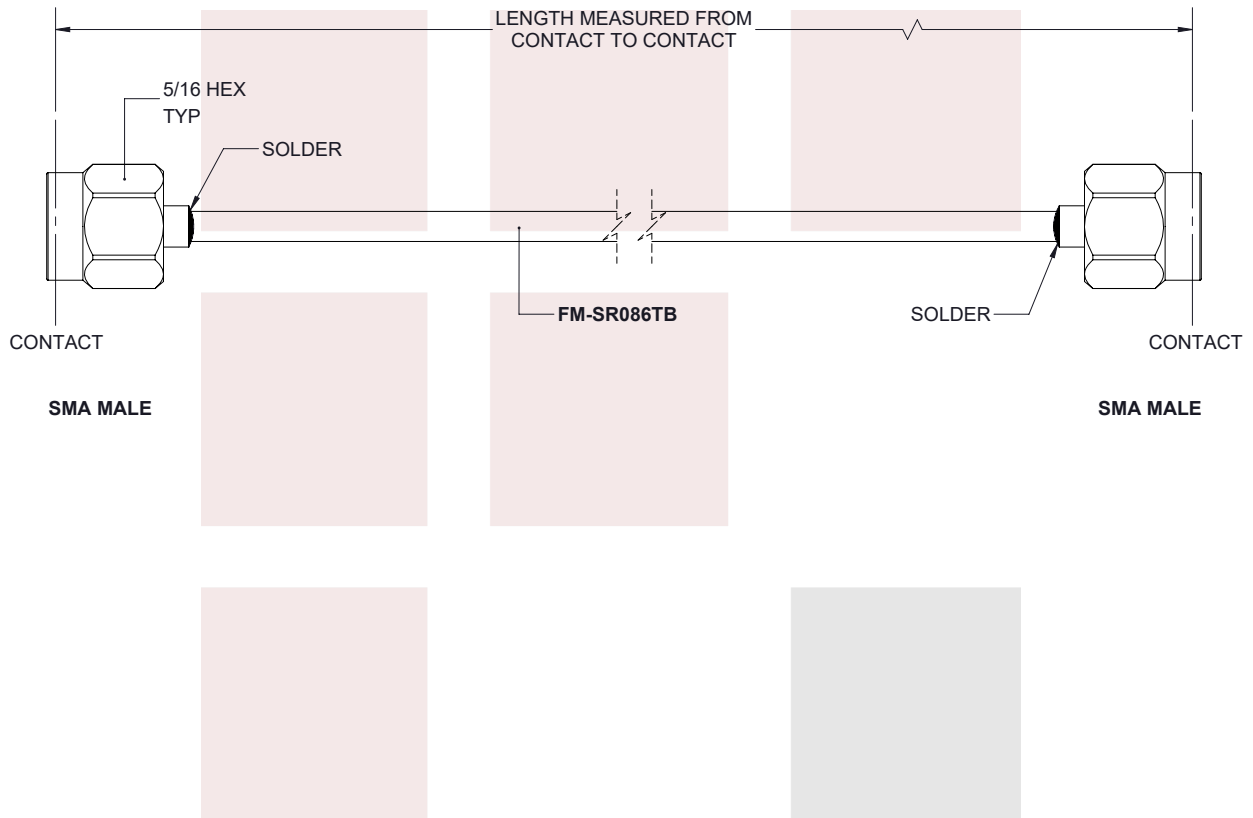 LENGTH MEASURED FROM
CONTACT TO CONTACT
5/16 HEX
TYP
SOLDER
FM-SR086TB
SOLDER
CONTACT
CONTACT
SMA MALE
SMA MALE